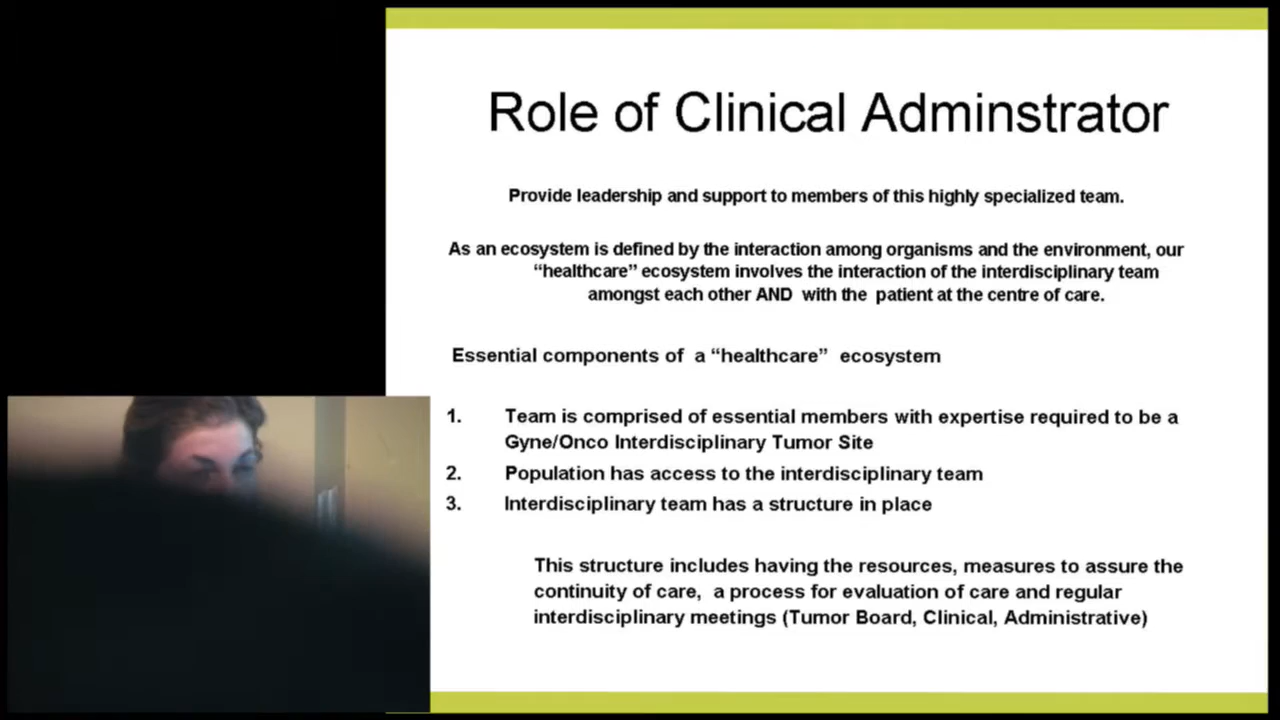 Role of Clinical Adminstrator
Provide leadership and support to members of this highly specialized team.
As an ecosystem is defined by the interaction among organisms and the environment, our
“healthcare” ecosystem involves the interaction of the interdisciplinary team
amongst each other AND with the patient at the centre of care.
Essential components of a “healthcare” ecosystem
1. Team is comprised of essential members with expertise required to be a
Gyne/Onco Interdisciplinary Tumor Site
2. Population has access to the interdisciplinary team
3. Interdisciplinary team has a structure in place
This structure includes having the resources, measures to assure the
continuity of care, a process for evaluation of care and regular
interdisciplinary meetings (Tumor Board, Clinical, Administrative)